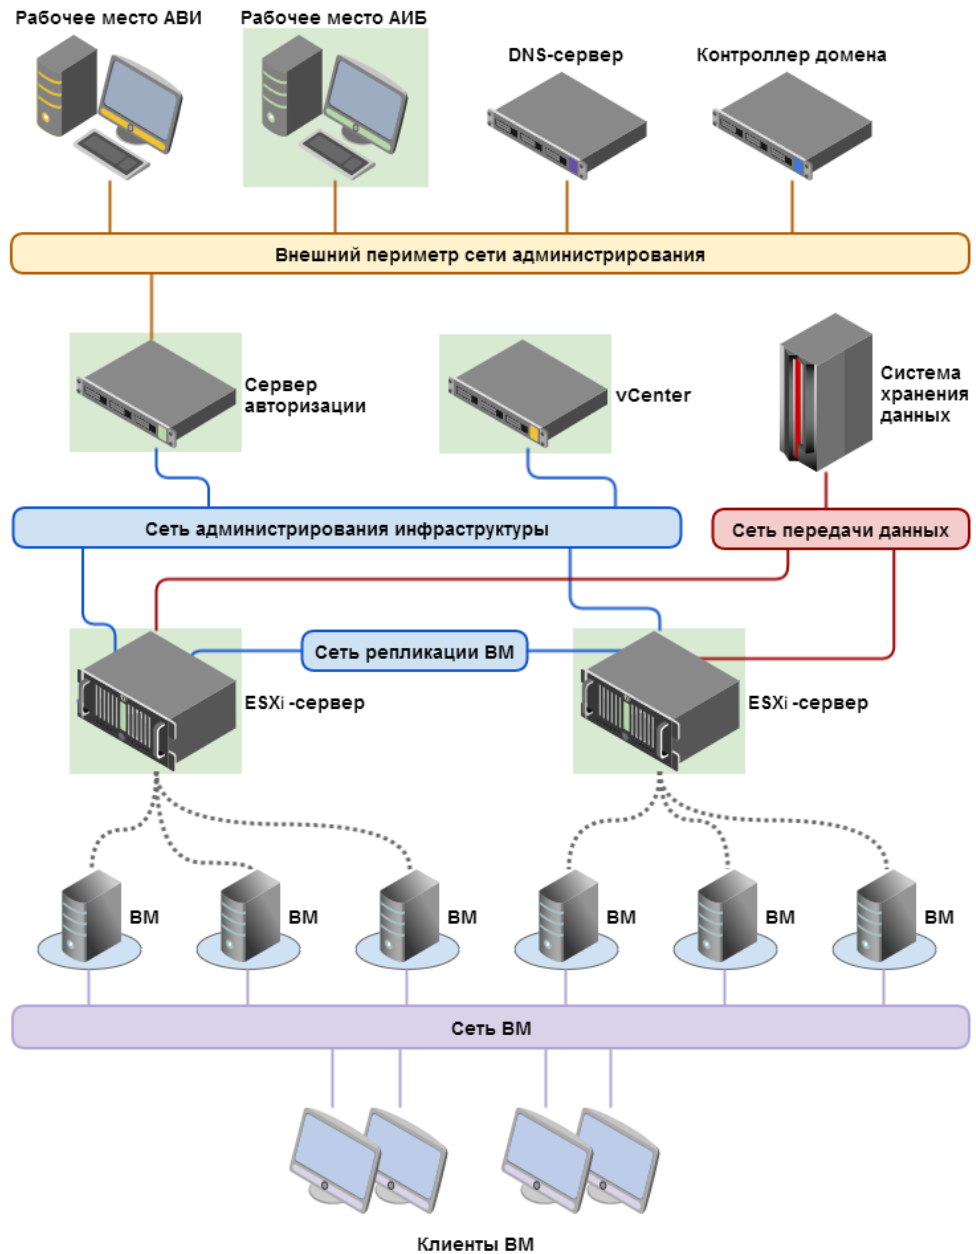 Рабочее место АВИ
Рабочее место АИБ
DNS-сервер
Контроллер домена
Внешний периметр сети администрирования
Сервер
авторизации
vCenter
Система
хранения
данных
Сеть администрирования инфраструктуры
Сеть передачи данных
Сеть репликации ВМ
ESXi -сервер
ESXi -сервер
ВМ
ВМ
ВМ
ВМ
ВМ
ВМ
Сеть ВМ
Клиенты ВМ